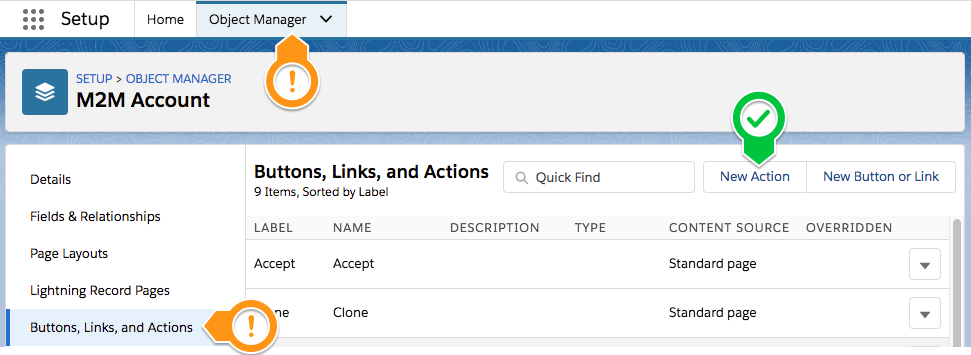 Setup Home Object Manager
SETUP > OBJECT MANAGER
M2M Account
Details
Fields & Relationships
Page Layouts
Lightning Record Pages
Buttons, Links, and Actions
Buttons, Links, and Actions
9 Items, Sorted by Label
Quick Find
New Action
New Button or Link
LABEL NAME DESCRIPTION TYPE CONTENT SOURCE OVERRIDDEN
Accept Accept Standard page
Clone Standard page